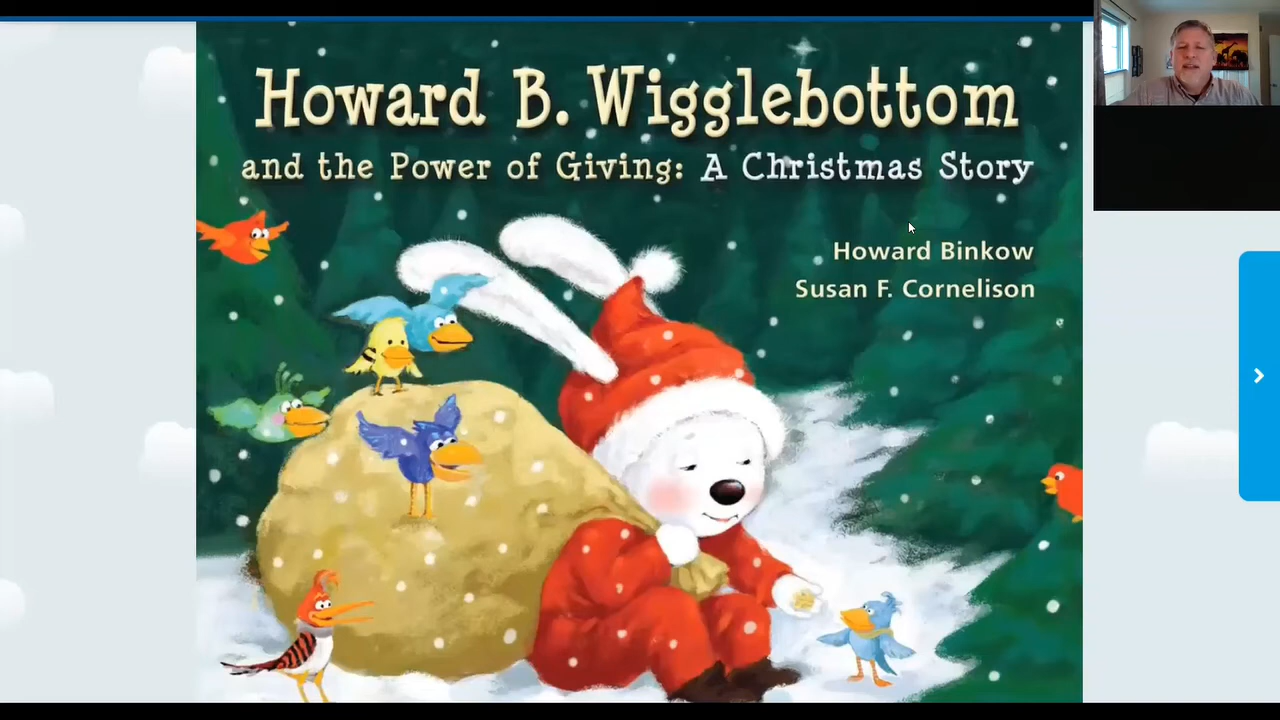 Howard B. Wigglebottom
and the Power of Giving: A Christmas Story
Howard Binkow
Susan F. Cornelison